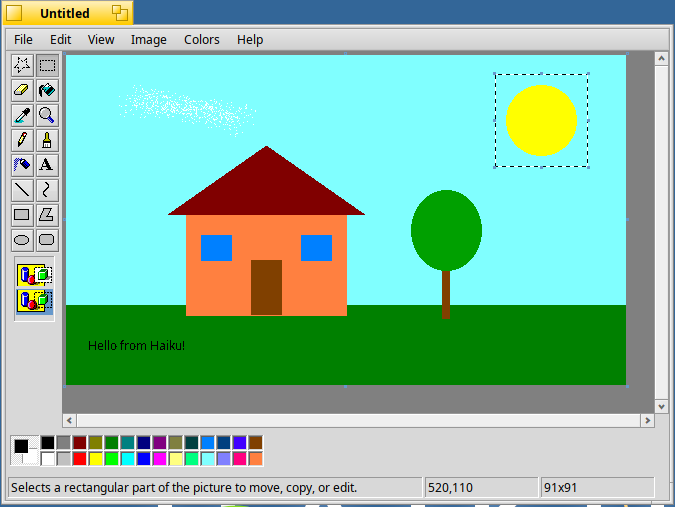 Untitled
File Edit View Image Colors Help
A
Hello from Haiku!
Selects a rectangular part of the picture to move, copy, or edit. 520,110 91x91